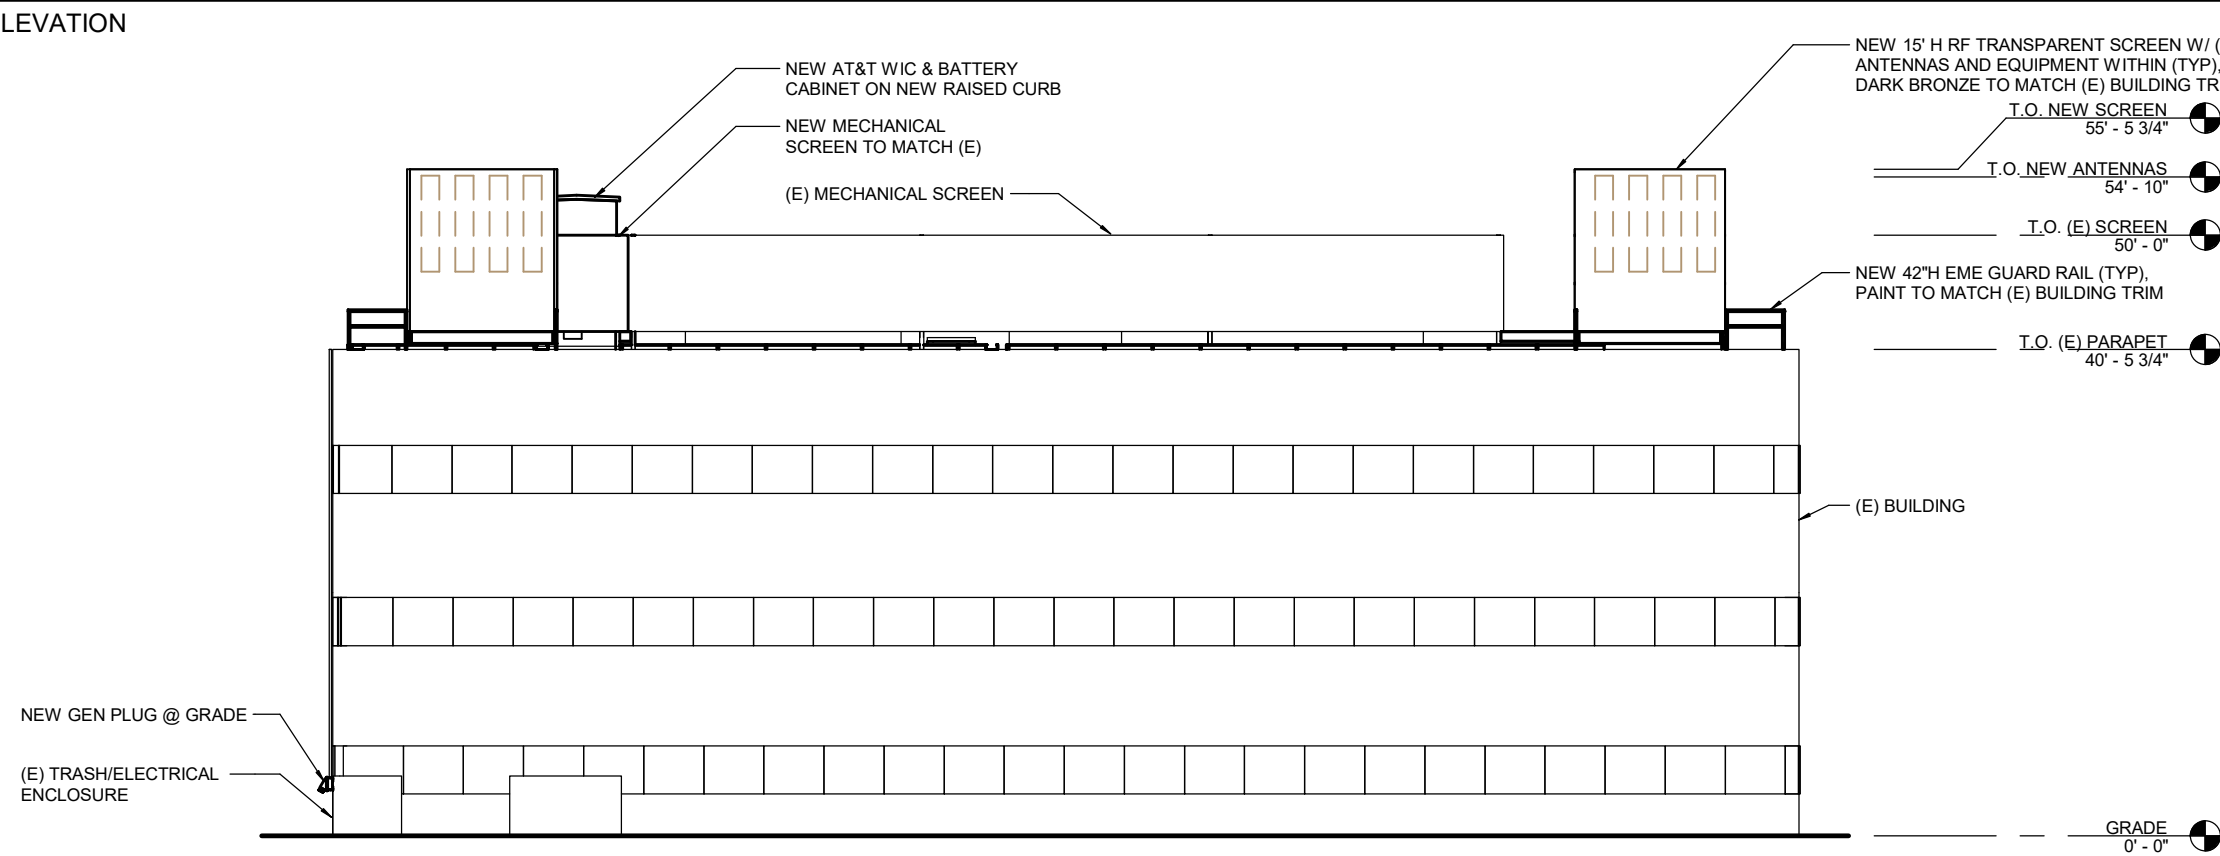 LEVATION
NEW AT&T WIC & BATTERY
CABINET ON NEW RAISED CURB
NEW MECHANICAL
SCREEN TO MATCH (E)
(E) MECHANICAL SCREEN
NEW 15' H RF TRANSPARENT SCREEN W/ (
ANTENNAS AND EQUIPMENT WITHIN (TYP),
DARK BRONZE TO MATCH (E) BUILDING TR
T.O. NEW SCREEN
55' - 5 3/4"
T.O. NEW ANTENNAS
54' - 10"
T.O. (E) SCREEN
50' - 0"
NEW 42"H EME GUARD RAIL (TYP),
PAINT TO MATCH (E) BUILDING TRIM
T.O. (E) PARAPET
40' - 5 3/4"
(E) BUILDING
NEW GEN PLUG @ GRADE
(E) TRASH/ELECTRICAL
ENCLOSURE
GRADE
0' - 0"